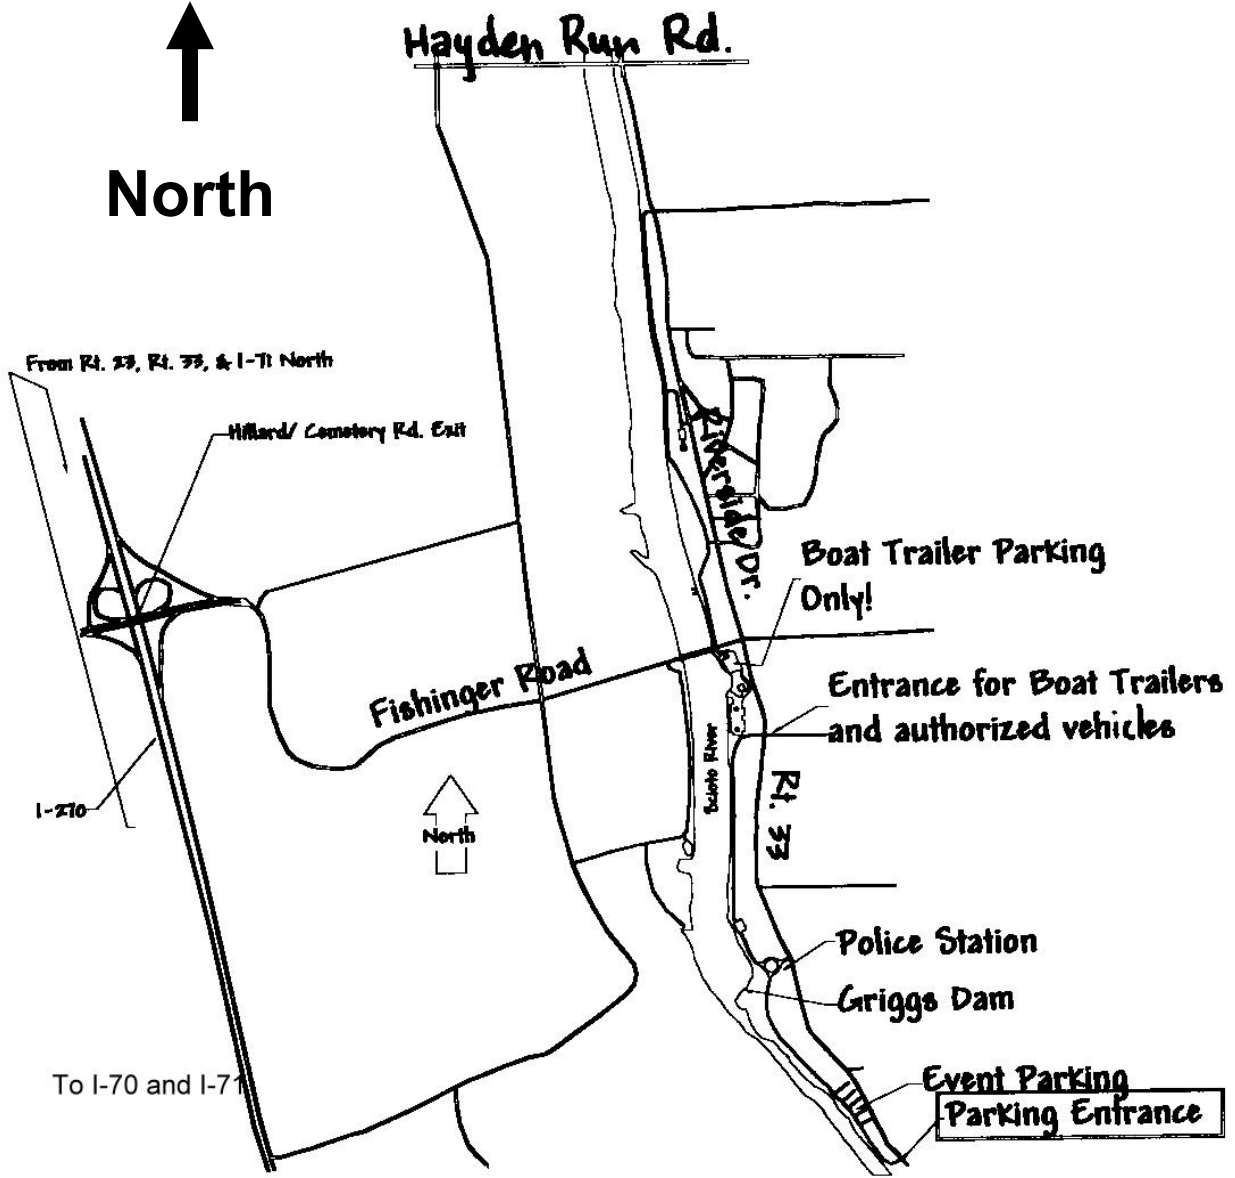 Hayden Run Rd.
North
From Rt. 23, Rt. 33, & I-71 North
Hillard/ Cemetery Rd. Exit
Riverside Dr.
Boat Trailer Parking
Only!
Fishinger Road
Entrance for Boat Trailers
and authorized vehicles
Scioto River
Rt. 33
I-270
North
Police Station
Griggs Dam
To I-70 and I-71
Event Parking
Parking Entrance